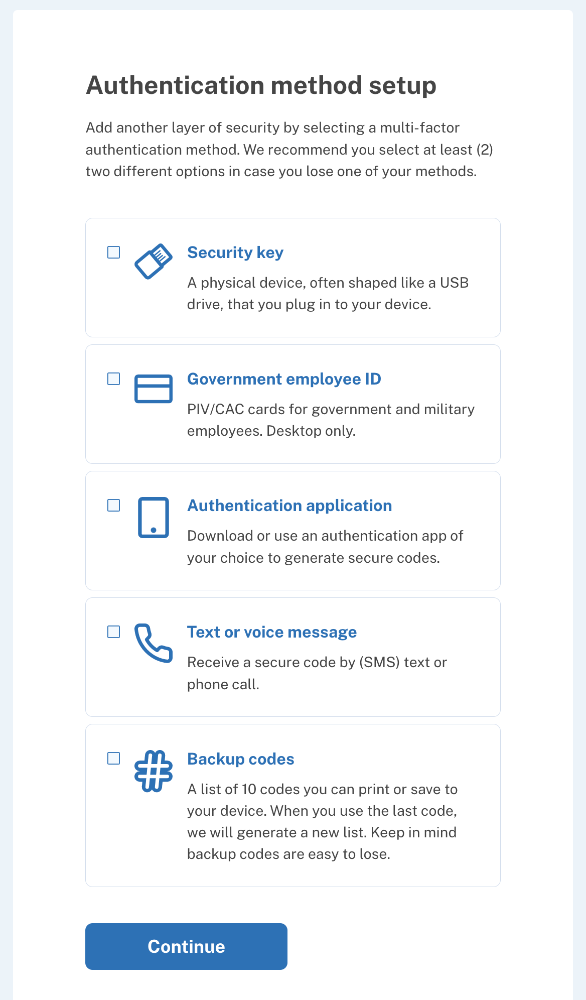 Authentication method setup
Add another layer of security by selecting a multi-factor
authentication method. We recommend you select at least (2)
two different options in case you lose one of your methods.
Security key
A physical device, often shaped like a USB
drive, that you plug in to your device.
Government employee ID
PIV/CAC cards for government and military
employees. Desktop only.
Authentication application
Download or use an authentication app of
your choice to generate secure codes.
Text or voice message
Receive a secure code by (SMS) text or
phone call.
Backup codes
A list of 10 codes you can print or save to
your device. When you use the last code,
we will generate a new list. Keep in mind
backup codes are easy to lose.
Continue